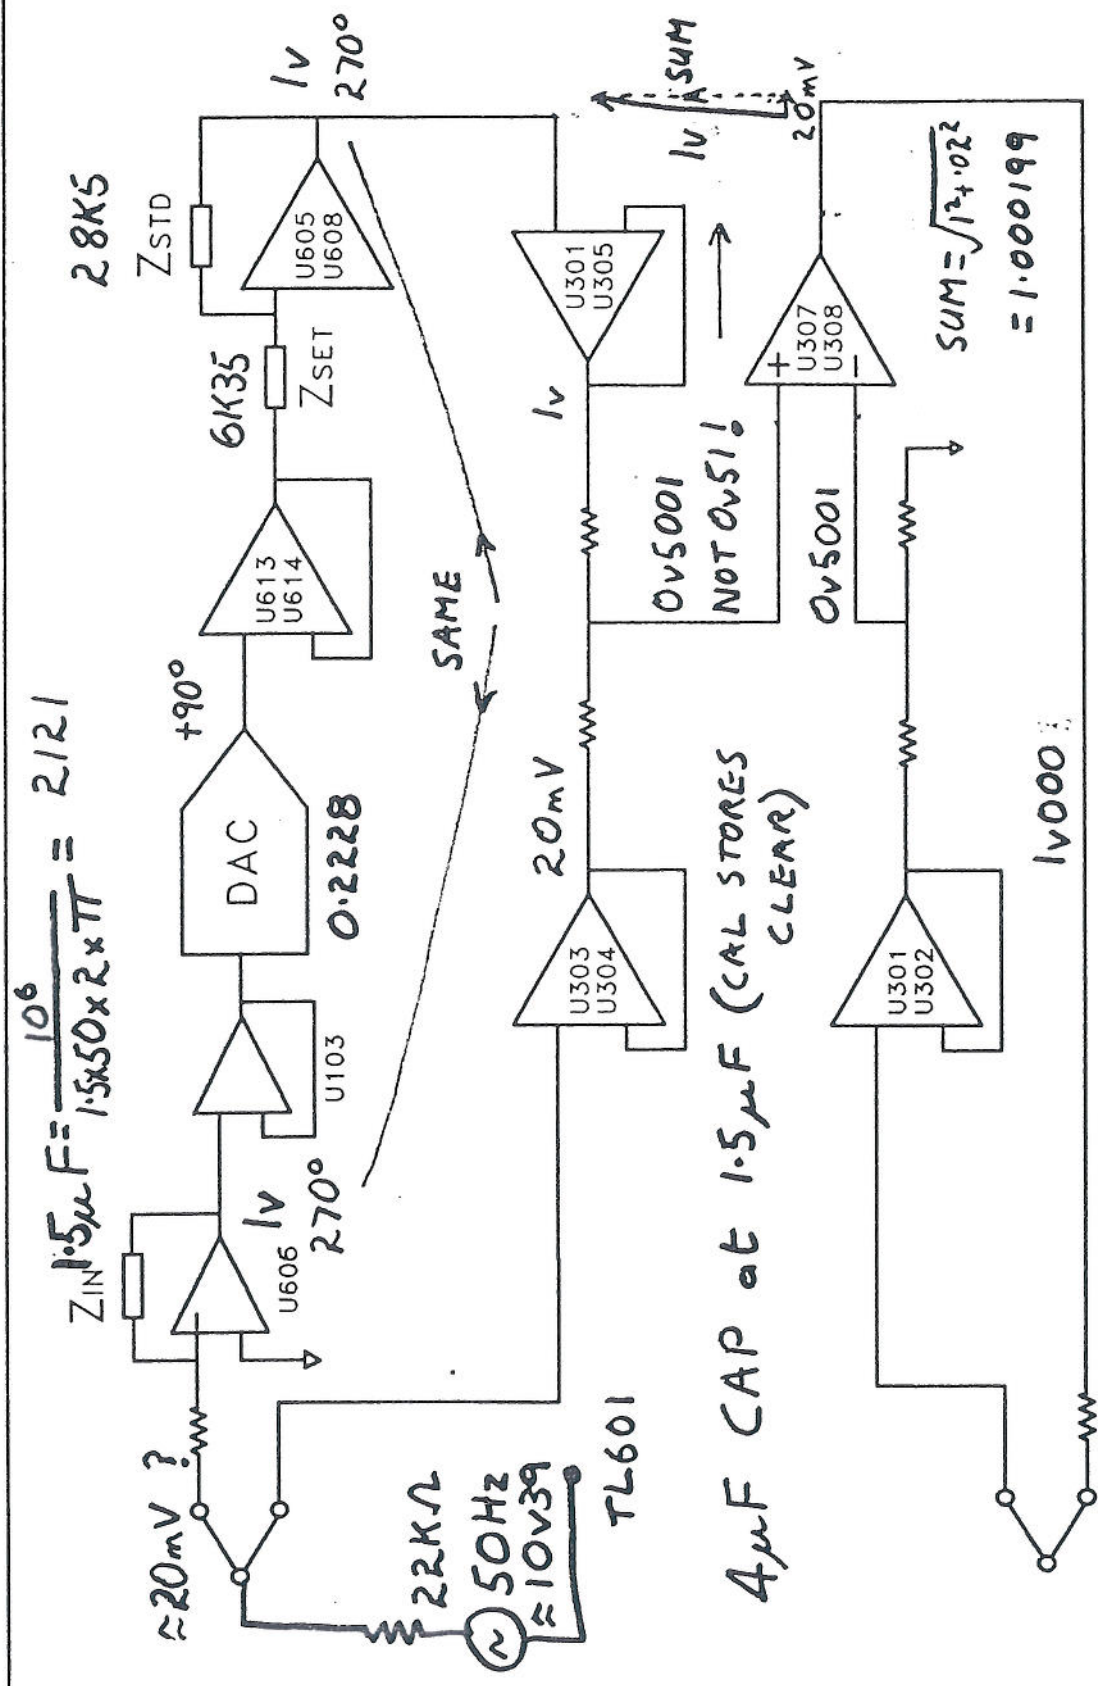 1.5μF = 10⁶ / 1.5x50x2xπ = 2121
ZIN
≈20mV ?
U606
1v
270°
U103
DAC
0.2228
+90°
U613
U614
6K35
ZSET
28K5
ZSTD
U605
U608
1v
270°
SAME
22KΩ
50Hz
≈10v39
TL601
U303
U304
20mV
1v
U301
U305
0v5001
NOT 0v51!
1v
SUM
20mV
4μF CAP at 1.5μF (CAL STORES
CLEAR)
U301
U302
0v5001
+
U307
U308
−
SUM=√1²+.02²
= 1.000199
1v000